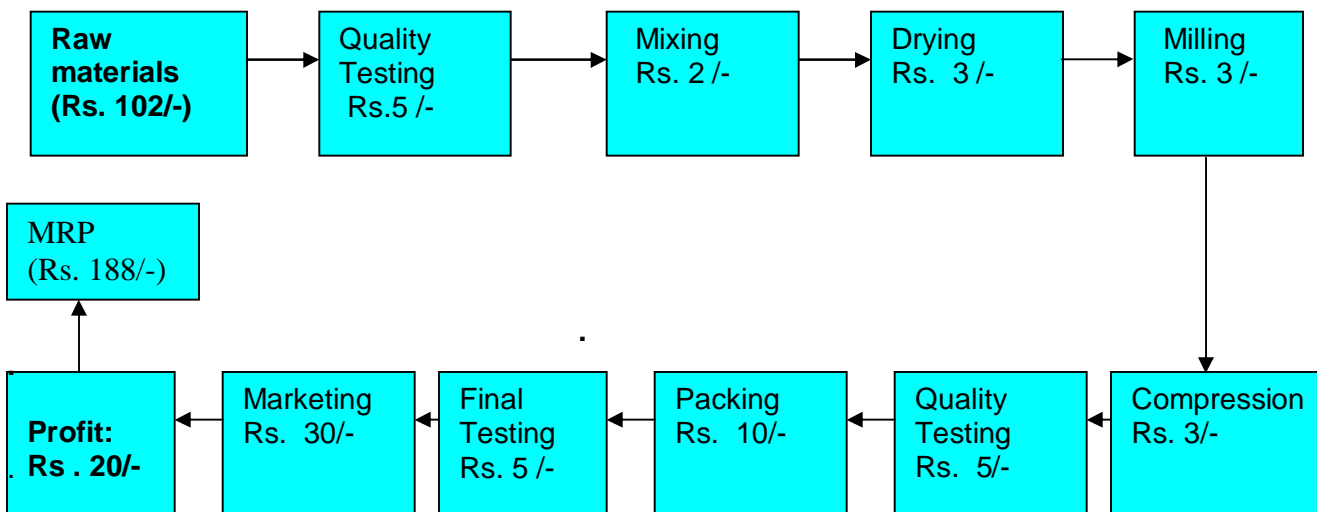 Raw
materials
(Rs. 102/-)
Quality
Testing
Rs.5 /-
Mixing
Rs. 2 /-
Drying
Rs. 3 /-
Milling
Rs. 3 /-
Compression
Rs. 3/-
Quality
Testing
Rs. 5/-
Packing
Rs. 10/-
Final
Testing
Rs. 5 /-
Marketing
Rs. 30/-
Profit:
Rs . 20/-
MRP
(Rs. 188/-)